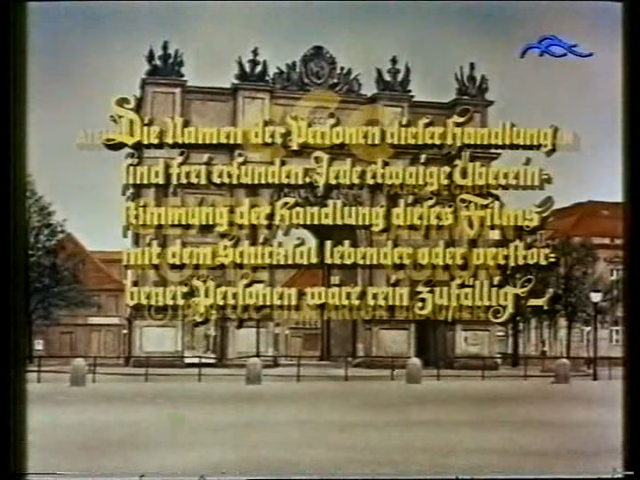 Die Namen der Personen dieser Handlung
sind frei erfunden. Jede etwaige Überein-
stimmung der Handlung dieses Films
mit dem Schicksal lebender oder verstor-
bener Personen wäre rein zufällig